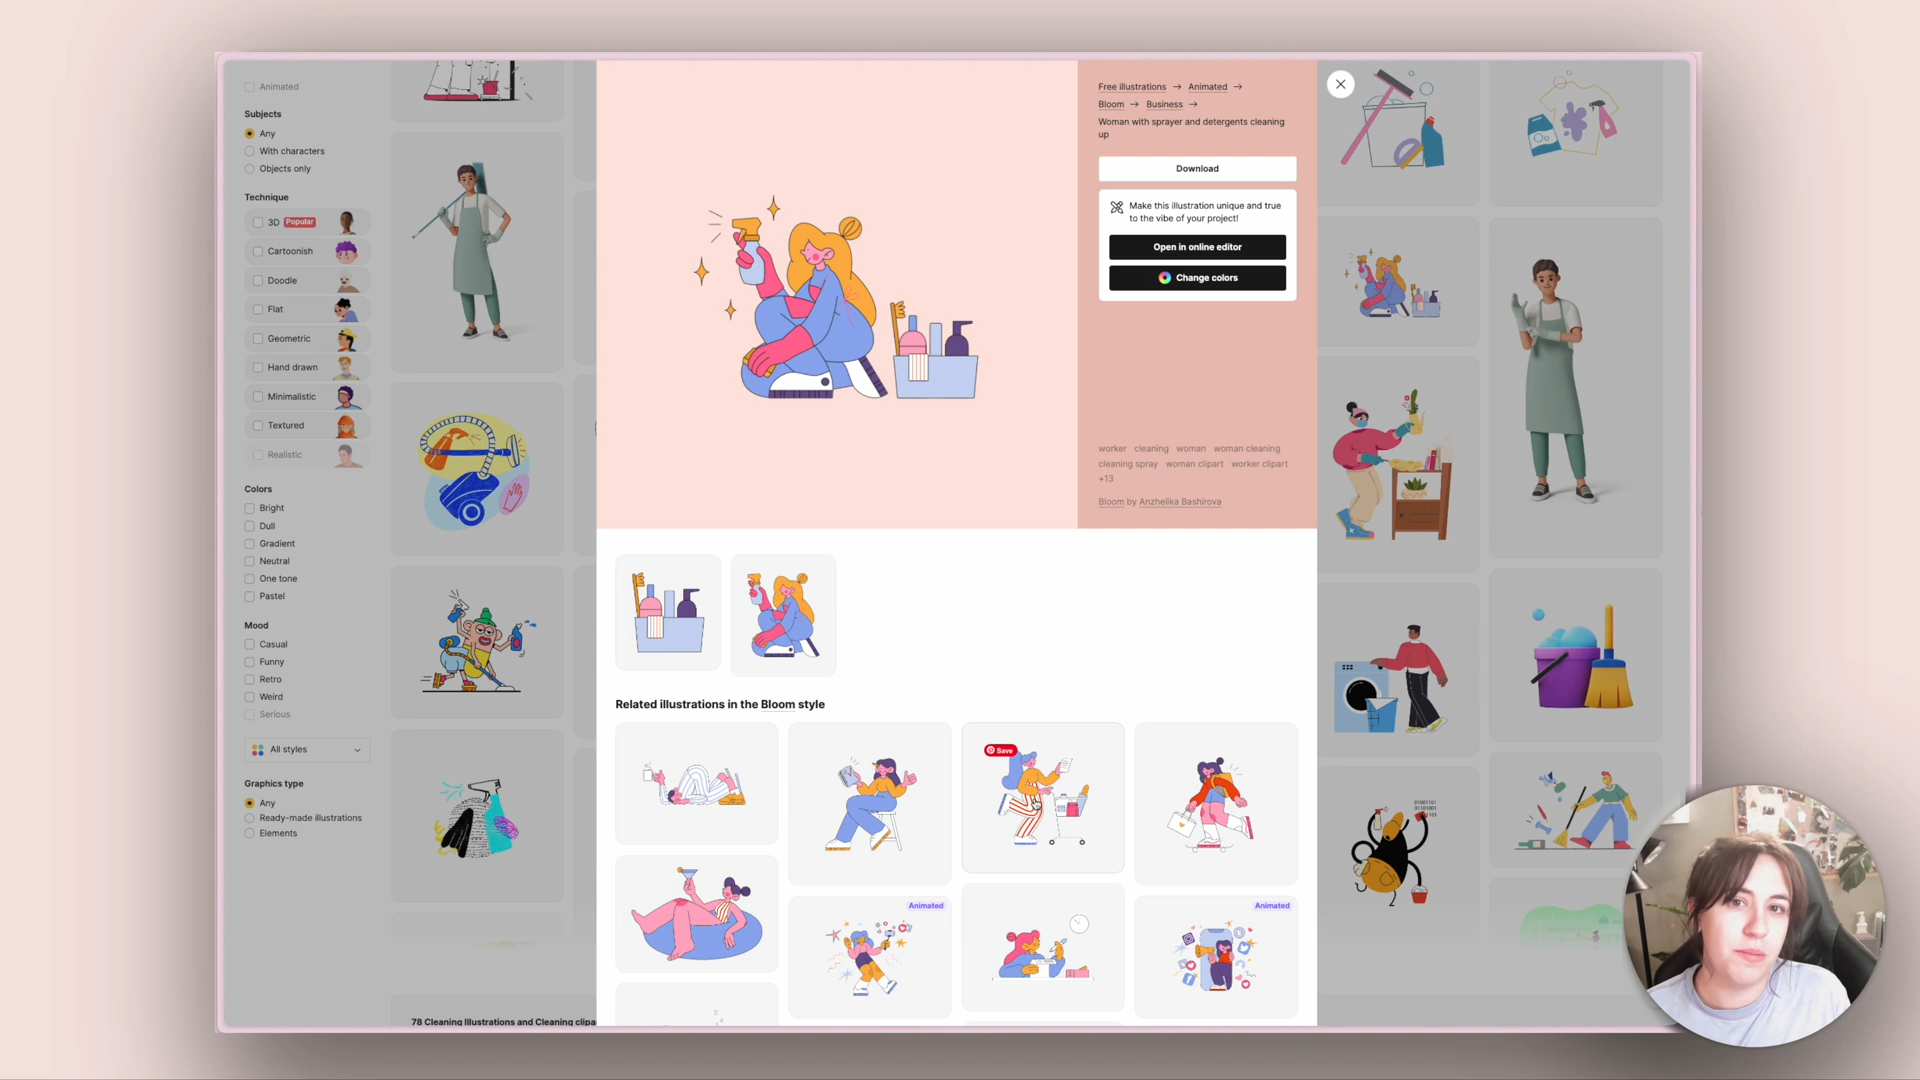 Animated
Subjects
Any
With characters
Objects only
Technique
3D Popular
Cartoonish
Doodle
Flat
Geometric
Hand drawn
Minimalistic
Textured
Realistic
Colors
Bright
Dull
Gradient
Neutral
One tone
Pastel
Mood
Casual
Funny
Retro
Weird
Serious
All styles
Graphics type
Any
Ready-made illustrations
Elements
78 Cleaning Illustrations and Cleaning clipa
Free illustrations → Animated →
Bloom → Business →
Woman with sprayer and detergents cleaning
up
Download
Make this illustration unique and true
to the vibe of your project!
Open in online editor
Change colors
worker cleaning woman woman cleaning
cleaning spray woman clipart worker clipart
+13
Bloom by Anzhelika Bashirova
Related illustrations in the Bloom style
Save
Animated
Animated